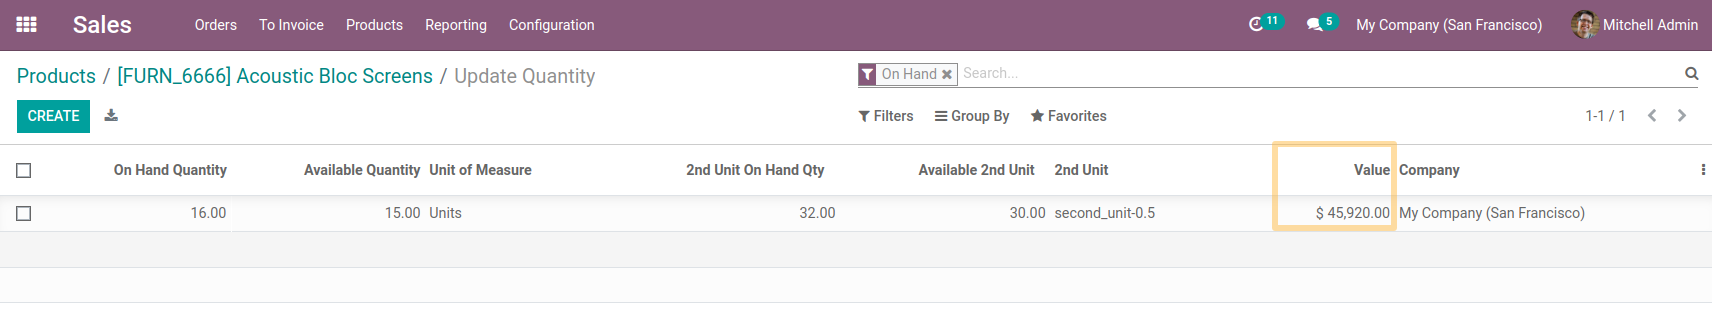 Sales Orders To Invoice Products Reporting Configuration 11 5 My Company (San Francisco) Mitchell Admin
Products / [FURN_6666] Acoustic Bloc Screens / Update Quantity On Hand Search...
CREATE Filters Group By Favorites 1-1 / 1
On Hand Quantity Available Quantity Unit of Measure 2nd Unit On Hand Qty Available 2nd Unit 2nd Unit Value Company
16.00 15.00 Units 32.00 30.00 second_unit-0.5 $ 45,920.00 My Company (San Francisco)